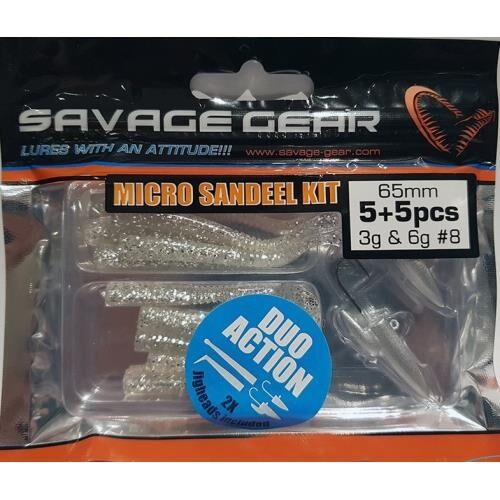 SAVAGE GEAR
LURES WITH AN ATTITUDE!!!
www.savage-gear.com
MICRO SANDEEL KIT
65mm
5+5pcs
3g & 6g #8
DUO
ACTION
2X
Jigheads included